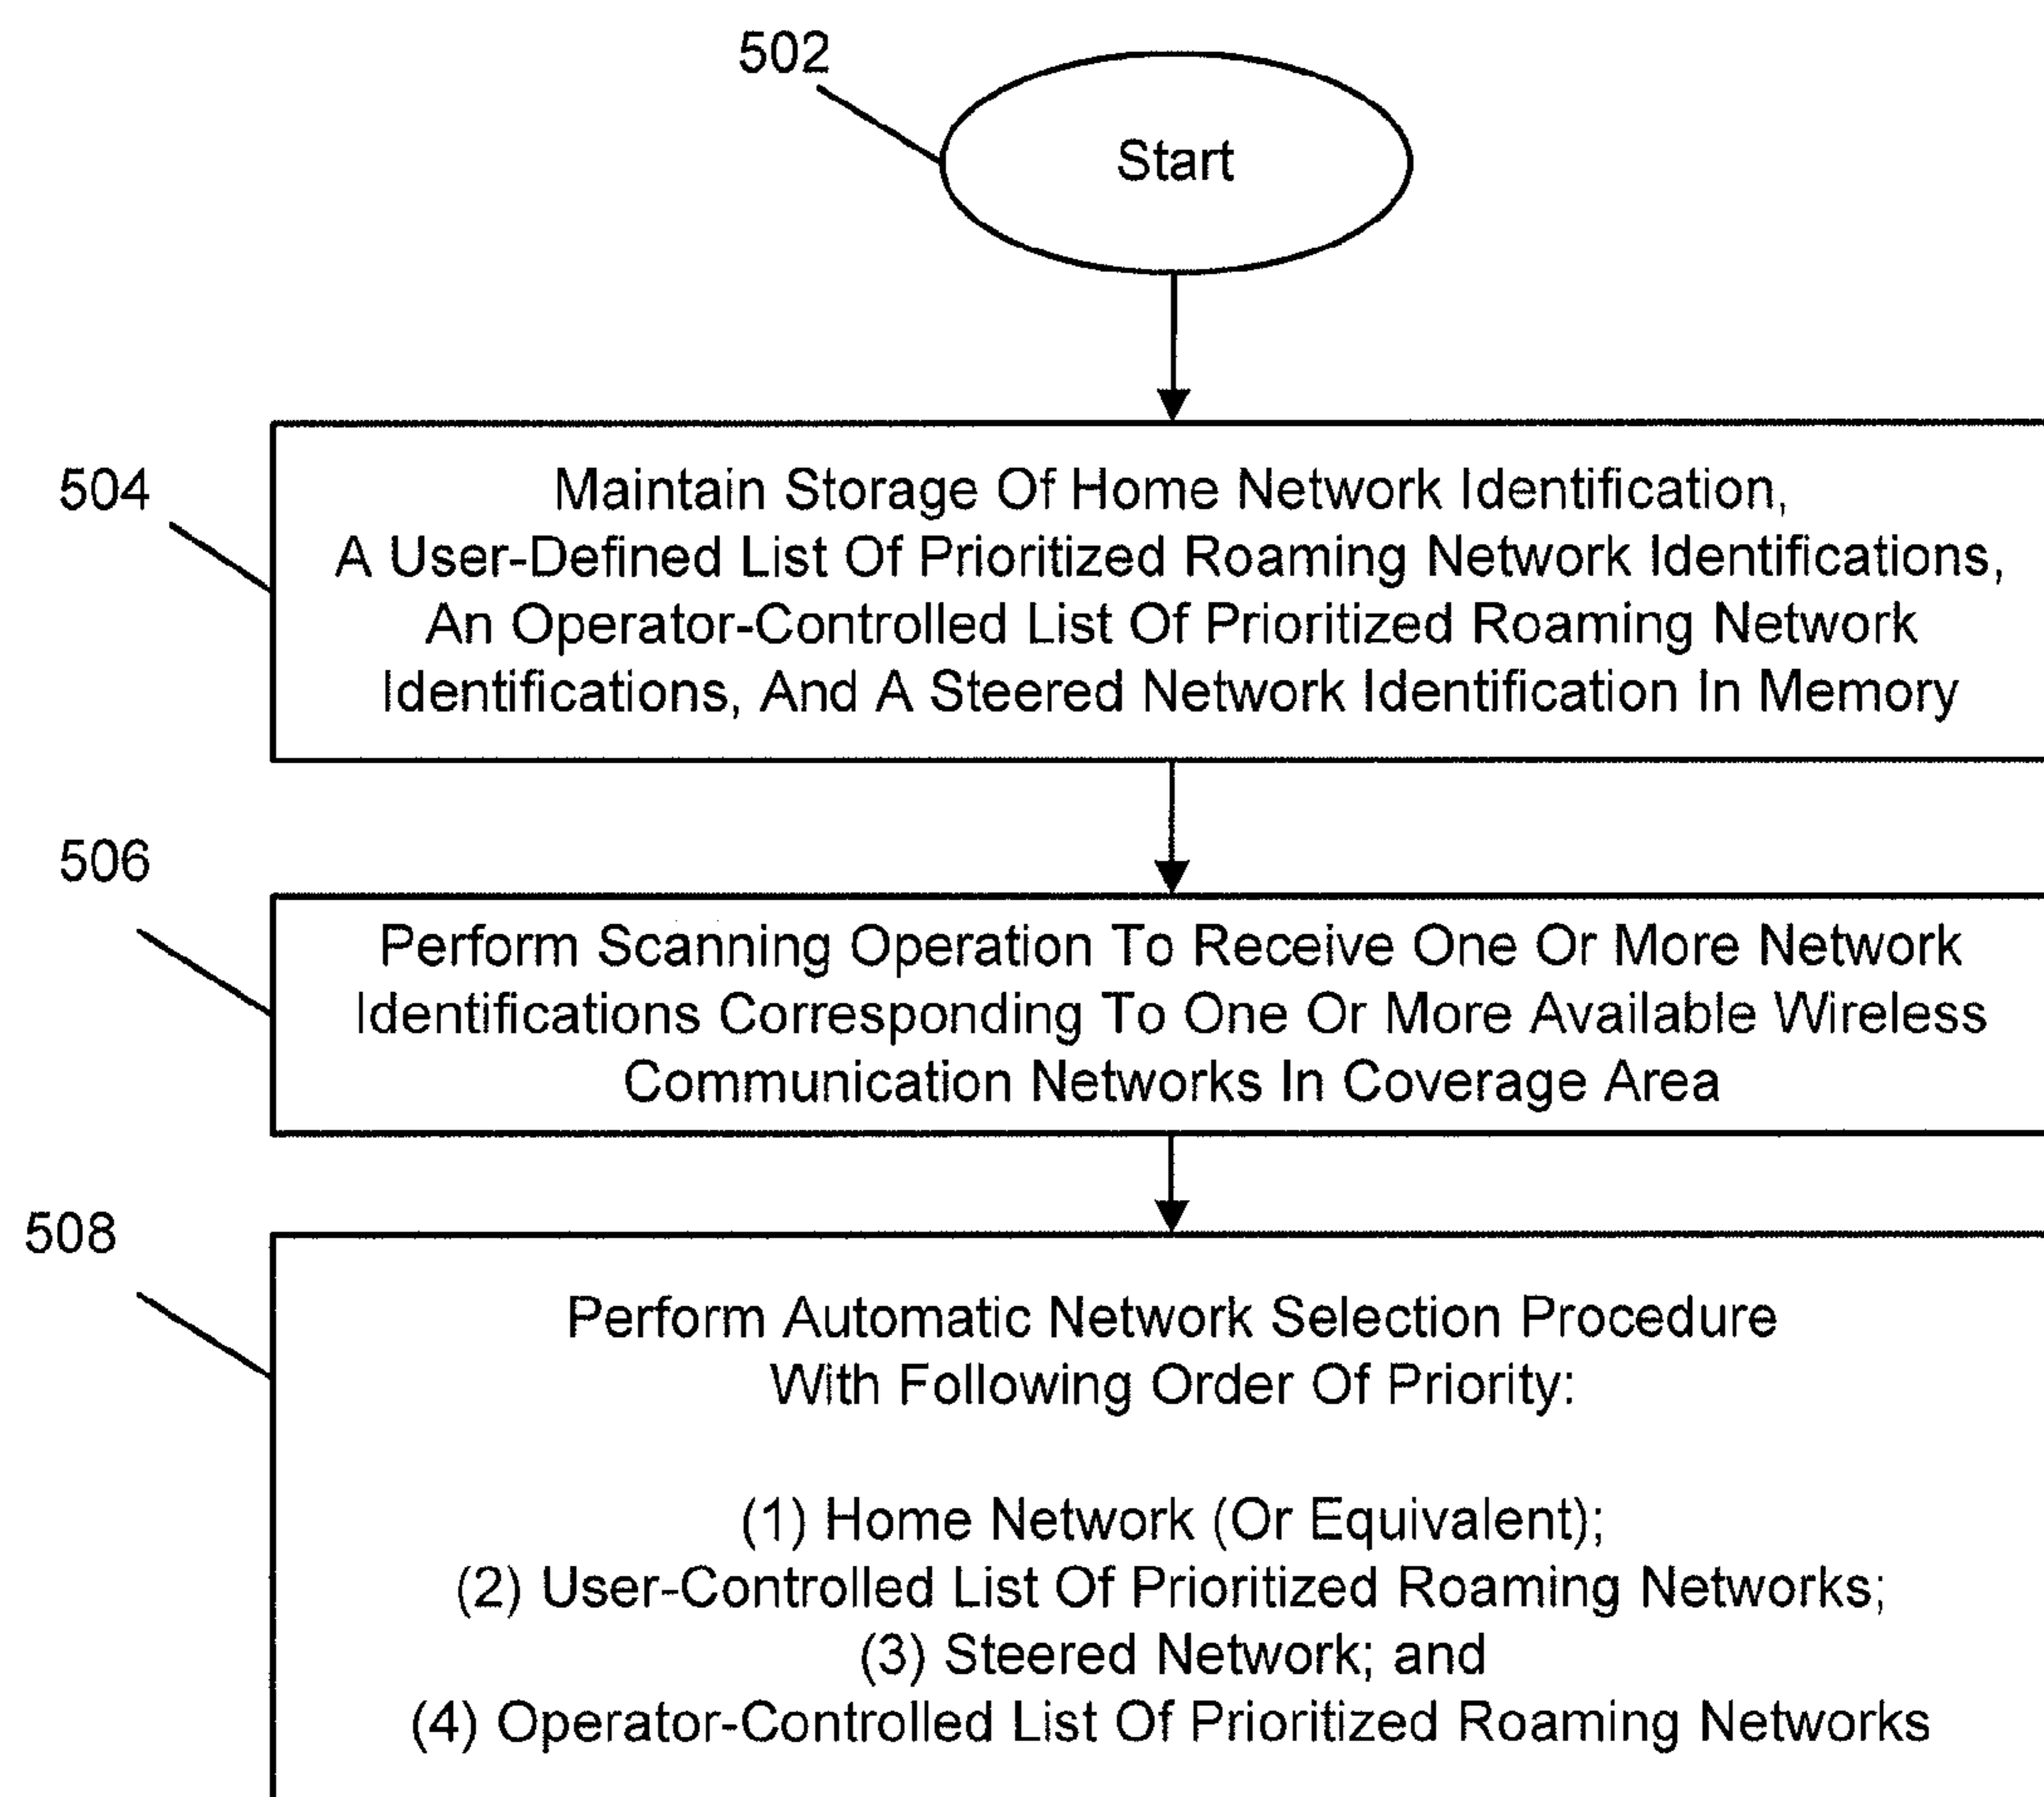 502
Start
504
Maintain Storage Of Home Network Identification,
A User-Defined List Of Prioritized Roaming Network Identifications,
An Operator-Controlled List Of Prioritized Roaming Network
Identifications, And A Steered Network Identification In Memory
506
Perform Scanning Operation To Receive One Or More Network
Identifications Corresponding To One Or More Available Wireless
Communication Networks In Coverage Area
508
Perform Automatic Network Selection Procedure
With Following Order Of Priority:
(1) Home Network (Or Equivalent);
(2) User-Controlled List Of Prioritized Roaming Networks;
(3) Steered Network; and
(4) Operator-Controlled List Of Prioritized Roaming Networks